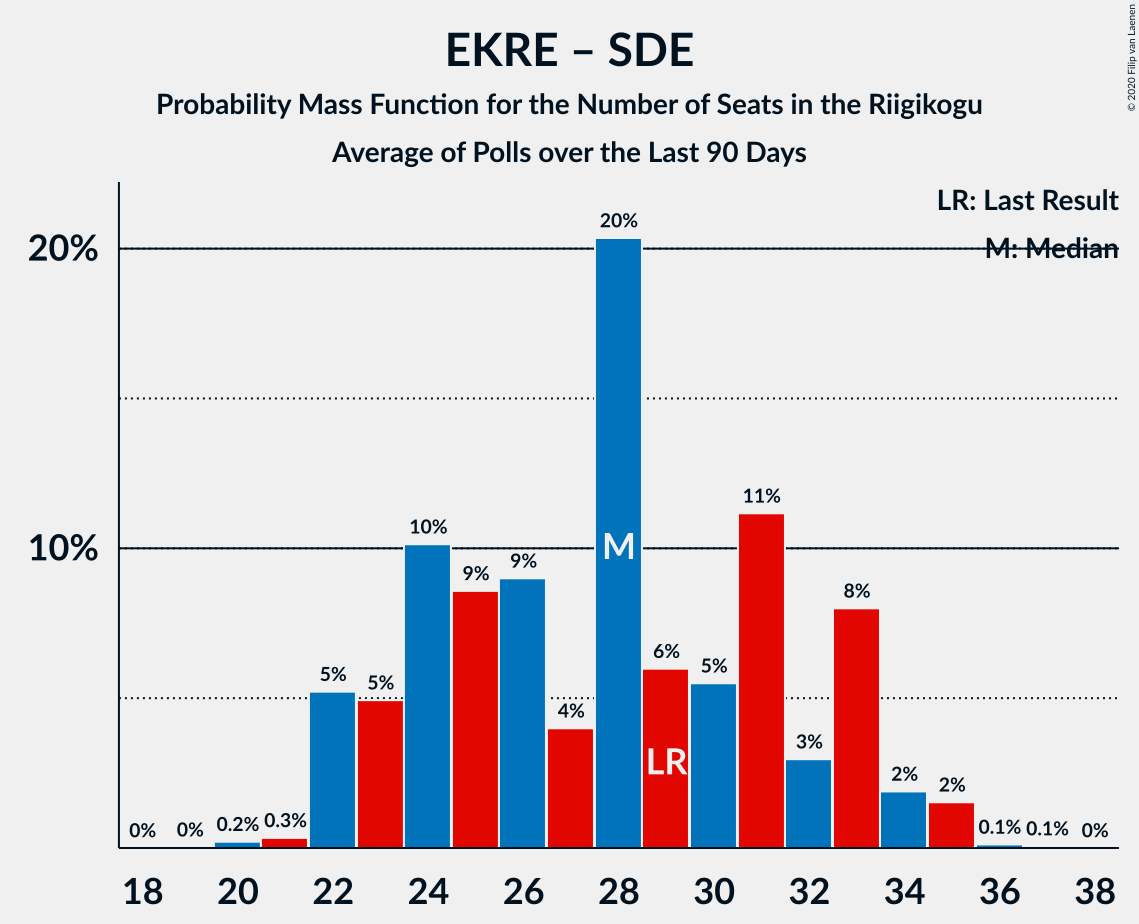 EKRE – SDE
Probability Mass Function for the Number of Seats in the Riigikogu
Average of Polls over the Last 90 Days
© 2020 Filip van Laenen
LR: Last Result
M: Median
20%
10%
0% 0% 0.2% 0.3% 5% 5% 10% 9% 9% 4% 20% 6% 5% 11% 3% 8% 2% 2% 0.1% 0.1% 0%
M
LR
18 20 22 24 26 28 30 32 34 36 38